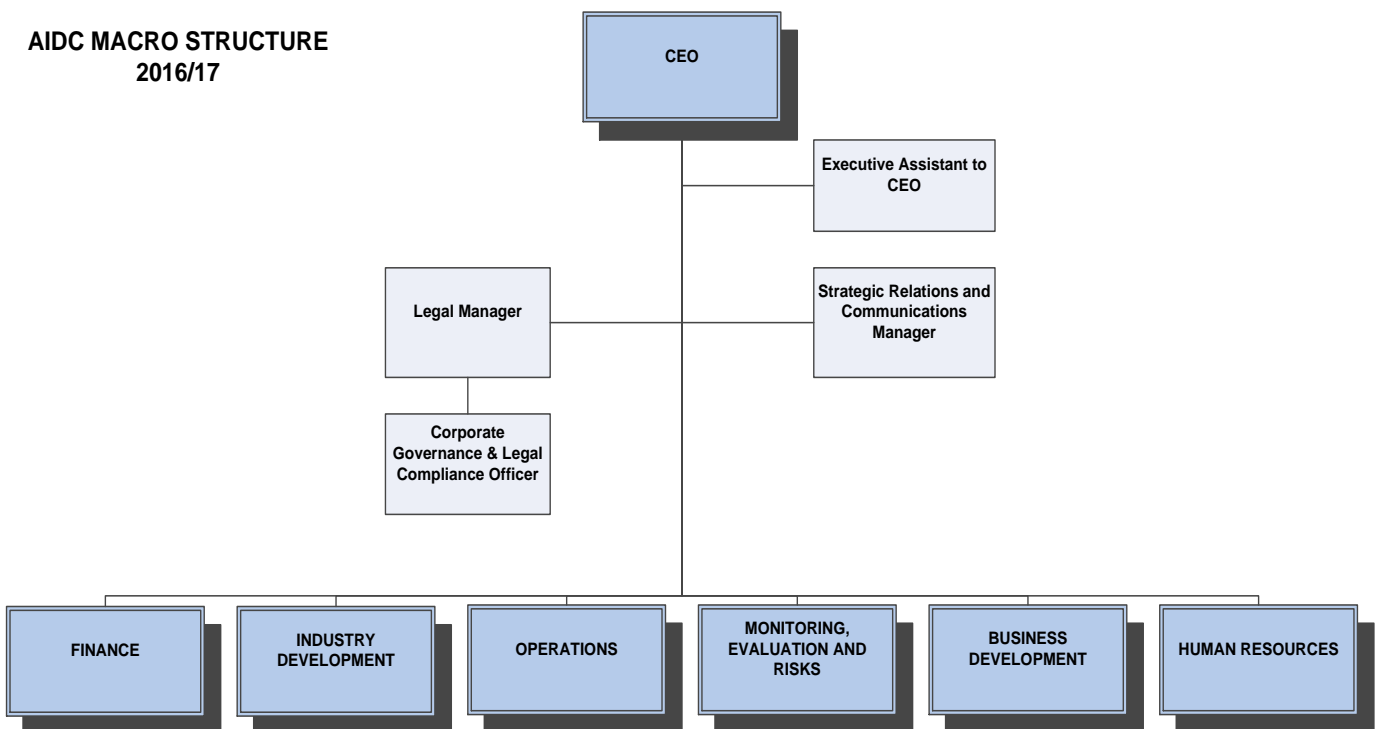 AIDC MACRO STRUCTURE
2016/17
CEO
Executive Assistant to
CEO
Legal Manager
Strategic Relations and
Communications
Manager
Corporate
Governance & Legal
Compliance Officer
FINANCE
INDUSTRY
DEVELOPMENT
OPERATIONS
MONITORING,
EVALUATION AND
RISKS
BUSINESS
DEVELOPMENT
HUMAN RESOURCES